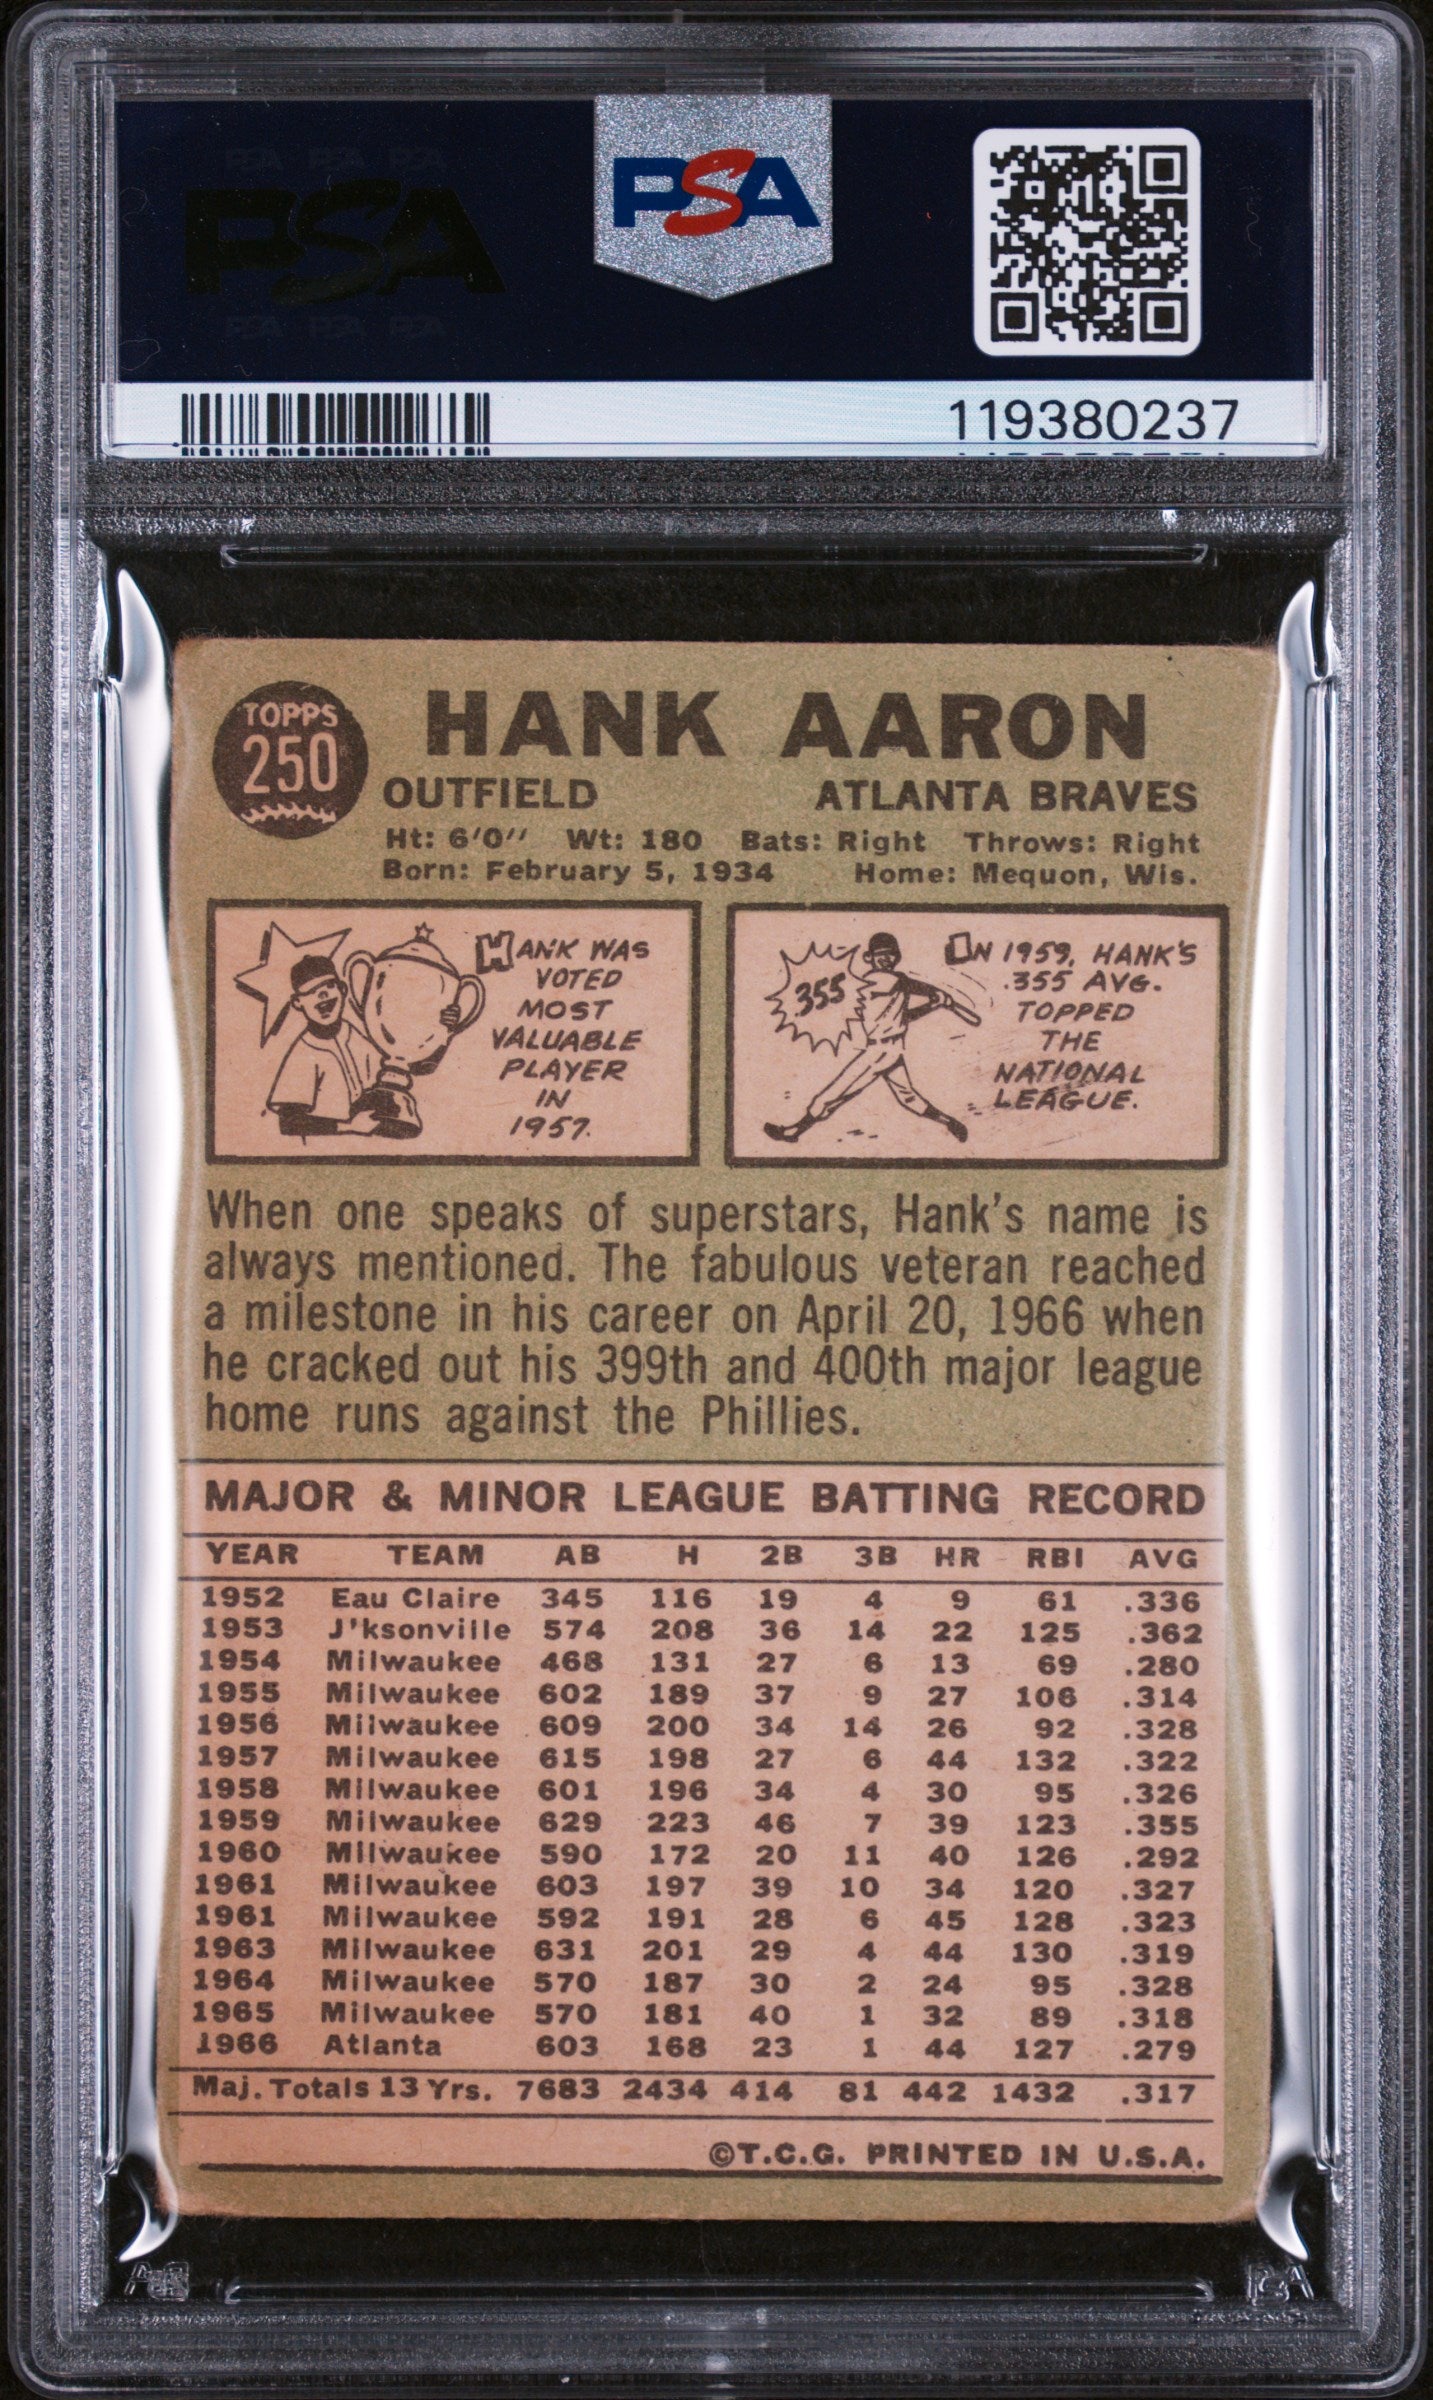 PSA PSA PSA
PSA
PSA PSA PSA
PSA
119380237
TOPPS
250
HANK AARON
OUTFIELD ATLANTA BRAVES
Ht: 6'0" Wt: 180 Bats: Right Throws: Right
Born: February 5, 1934 Home: Mequon, Wis.
HANK WAS
VOTED
MOST
VALUABLE
PLAYER
IN
1957.
355
IN 1959, HANK'S
.355 AVG.
TOPPED
THE
NATIONAL
LEAGUE.
When one speaks of superstars, Hank's name is
always mentioned. The fabulous veteran reached
a milestone in his career on April 20, 1966 when
he cracked out his 399th and 400th major league
home runs against the Phillies.
MAJOR & MINOR LEAGUE BATTING RECORD
YEAR TEAM AB H 2B 3B HR RBI AVG
1952 Eau Claire 345 116 19 4 9 61 .336
1953 J'ksonville 574 208 36 14 22 125 .362
1954 Milwaukee 468 131 27 6 13 69 .280
1955 Milwaukee 602 189 37 9 27 106 .314
1956 Milwaukee 609 200 34 14 26 92 .328
1957 Milwaukee 615 198 27 6 44 132 .322
1958 Milwaukee 601 196 34 4 30 95 .326
1959 Milwaukee 629 223 46 7 39 123 .355
1960 Milwaukee 590 172 20 11 40 126 .292
1961 Milwaukee 603 197 39 10 34 120 .327
1961 Milwaukee 592 191 28 6 45 128 .323
1963 Milwaukee 631 201 29 4 44 130 .319
1964 Milwaukee 570 187 30 2 24 95 .328
1965 Milwaukee 570 181 40 1 32 89 .318
1966 Atlanta 603 168 23 1 44 127 .279
Maj. Totals 13 Yrs. 7683 2434 414 81 442 1432 .317
©T.C.G. PRINTED IN U.S.A.
PSA